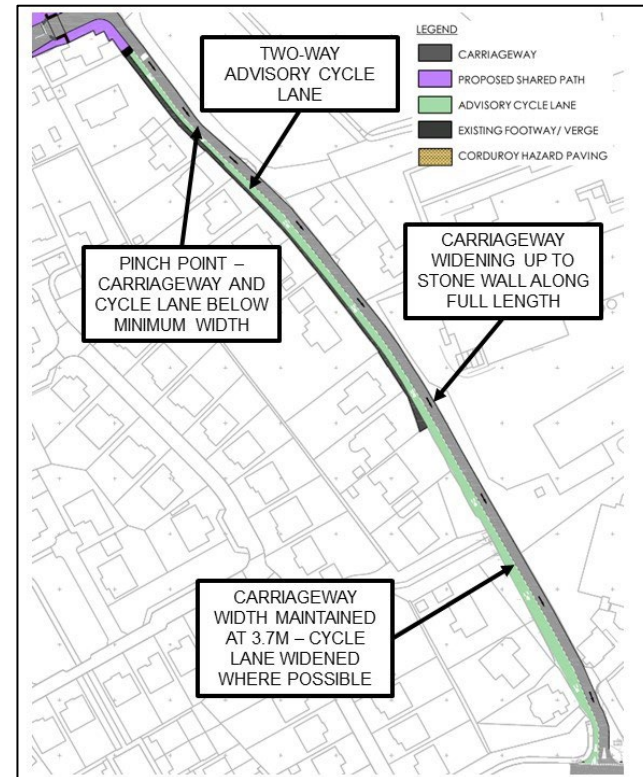 LEGEND
CARRIAGEWAY
PROPOSED SHARED PATH
ADVISORY CYCLE LANE
EXISTING FOOTWAY/ VERGE
CORDUROY HAZARD PAVING
TWO-WAY
ADVISORY CYCLE
LANE
PINCH POINT –
CARRIAGEWAY AND
CYCLE LANE BELOW
MINIMUM WIDTH
CARRIAGEWAY
WIDENING UP TO
STONE WALL ALONG
FULL LENGTH
CARRIAGEWAY
WIDTH MAINTAINED
AT 3.7M – CYCLE
LANE WIDENED
WHERE POSSIBLE